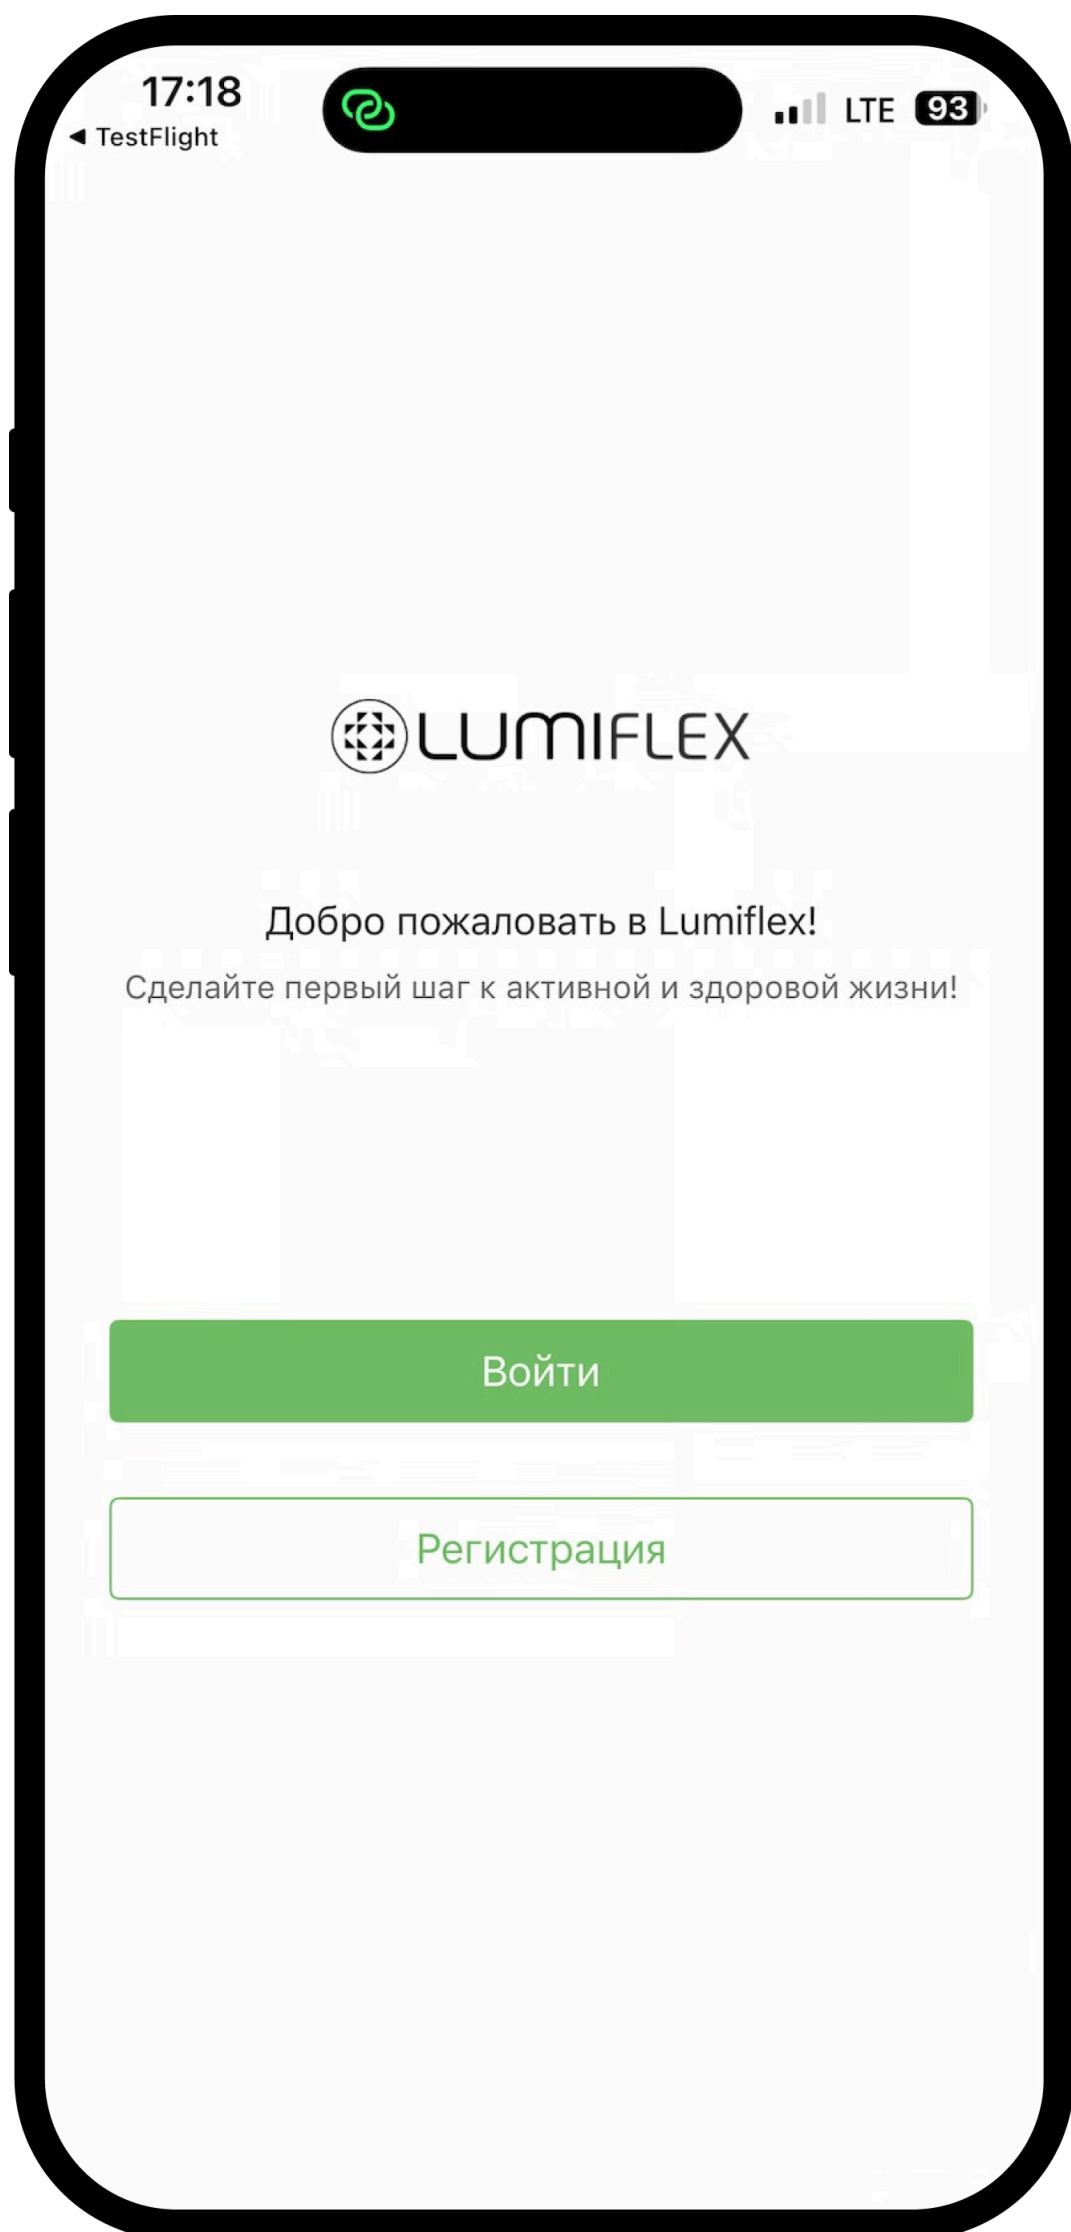 17:18
◀ TestFlight
LTE
93
LUMIFLEX
Добро пожаловать в Lumiflex!
Сделайте первый шаг к активной и здоровой жизни!
Войти
Регистрация